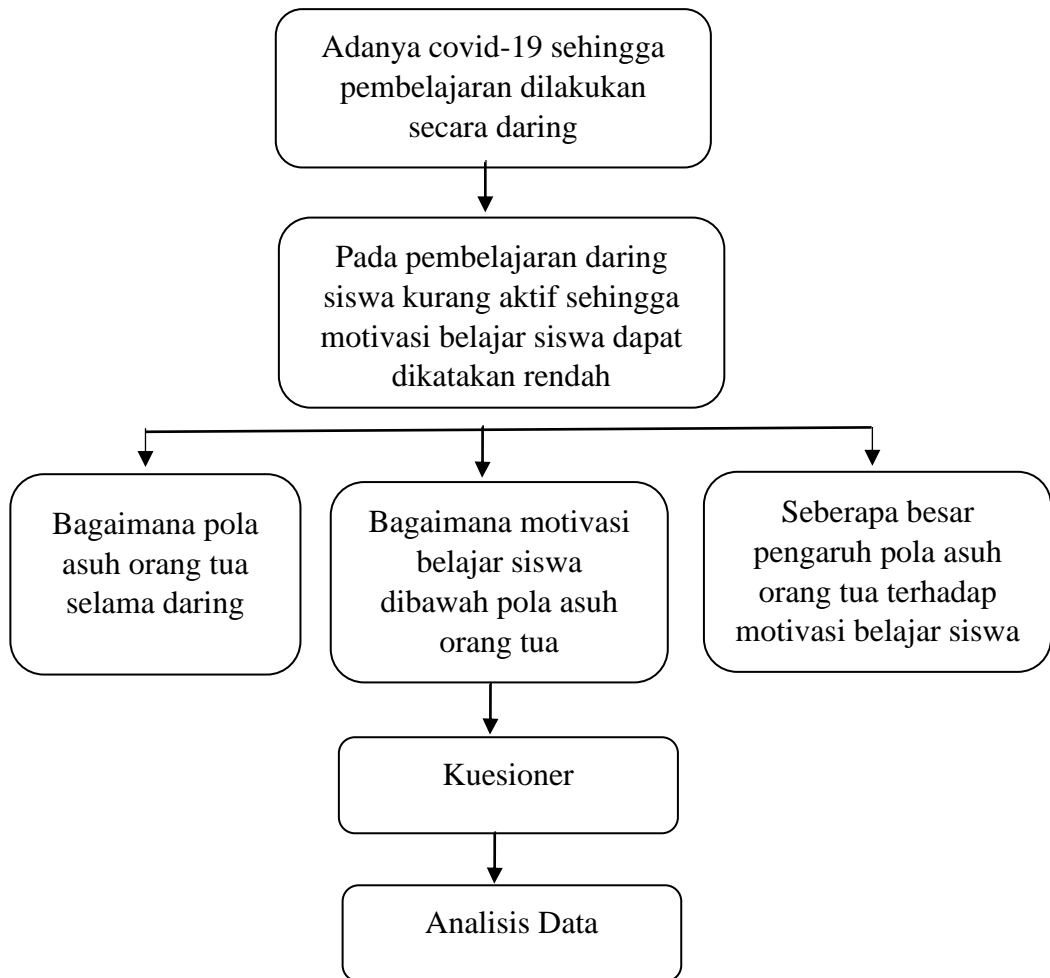 Adanya covid-19 sehingga
pembelajaran dilakukan
secara daring
Pada pembelajaran daring
siswa kurang aktif sehingga
motivasi belajar siswa dapat
dikatakan rendah
Bagaimana pola
asuh orang tua
selama daring
Bagaimana motivasi
belajar siswa
dibawah pola asuh
orang tua
Seberapa besar
pengaruh pola asuh
orang tua terhadap
motivasi belajar siswa
Kuesioner
Analisis Data